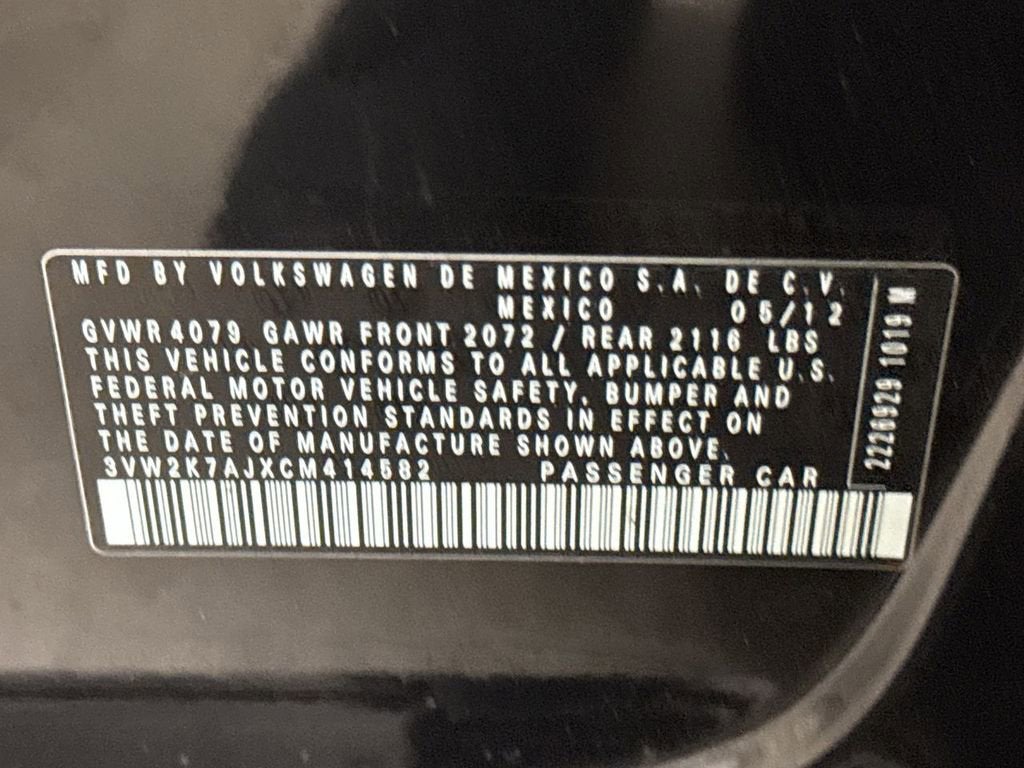 MFD BY VOLKSWAGEN DE MEXICO S.A. DE C.V.
MEXICO 05/12
GVWR 4079 GAWR FRONT 2072 / REAR 2116 LBS
THIS VEHICLE CONFORMS TO ALL APPLICABLE U.S.
FEDERAL MOTOR VEHICLE SAFETY, BUMPER AND
THEFT PREVENTION STANDARDS IN EFFECT ON
THE DATE OF MANUFACTURE SHOWN ABOVE.
3VW2K7AJXCM414582 PASSENGER CAR
2226929 1019 M